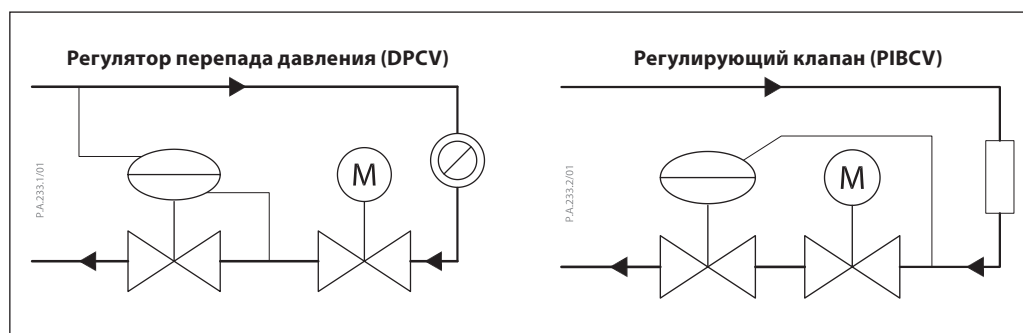 Регулятор перепада давления (DPCV)
P.A.233.1/01
M
Регулирующий клапан (PIBCV)
P.A.233.2/01
M